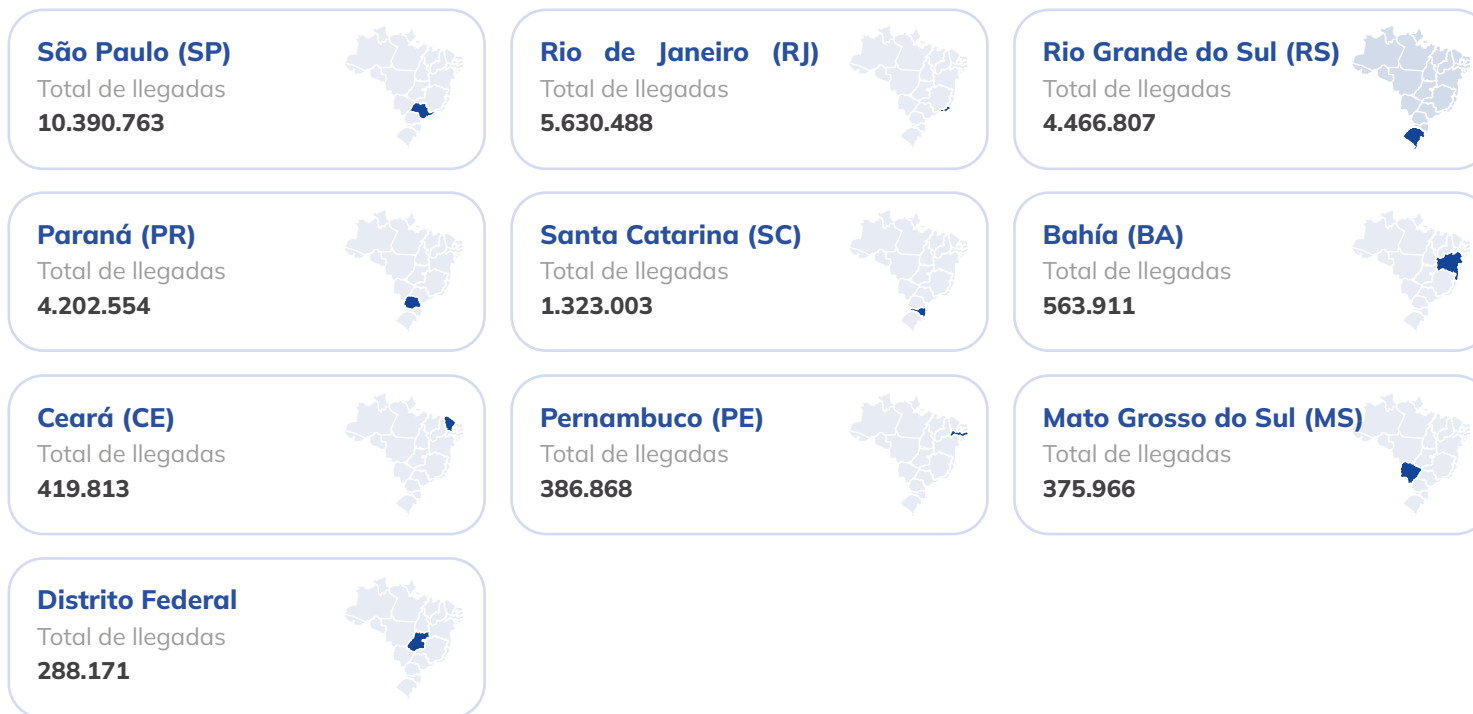 São Paulo (SP)
Total de llegadas
10.390.763
Rio de Janeiro (RJ)
Total de llegadas
5.630.488
Rio Grande do Sul (RS)
Total de llegadas
4.466.807
Paraná (PR)
Total de llegadas
4.202.554
Santa Catarina (SC)
Total de llegadas
1.323.003
Bahía (BA)
Total de llegadas
563.911
Ceará (CE)
Total de llegadas
419.813
Pernambuco (PE)
Total de llegadas
386.868
Mato Grosso do Sul (MS)
Total de llegadas
375.966
Distrito Federal
Total de llegadas
288.171